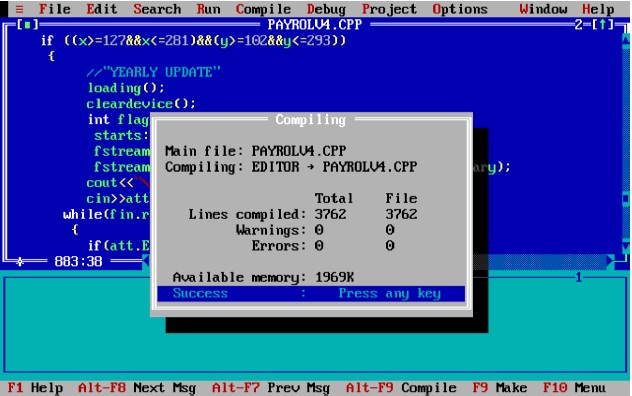 ≡ File Edit Search Run Compile Debug Project Options Window Help
[■] PAYROLV4.CPP 2=[↑]
if ((x>=127&&x<=281)&&(y>=102&&y<=293))
{
//"YEARLY UPDATE"
loading();
cleardevice();
int flag
starts:
fstream
fstream ary);
cout<<"\
cin>>att
while(fin.r
{
if(att.E
883:38
Compiling
Main file: PAYROLV4.CPP
Compiling: EDITOR → PAYROLV4.CPP
Total File
Lines compiled: 3762 3762
Warnings: 0 0
Errors: 0 0
Available memory: 1969K
Success : Press any key
1
F1 Help Alt-F8 Next Msg Alt-F7 Prev Msg Alt-F9 Compile F9 Make F10 Menu